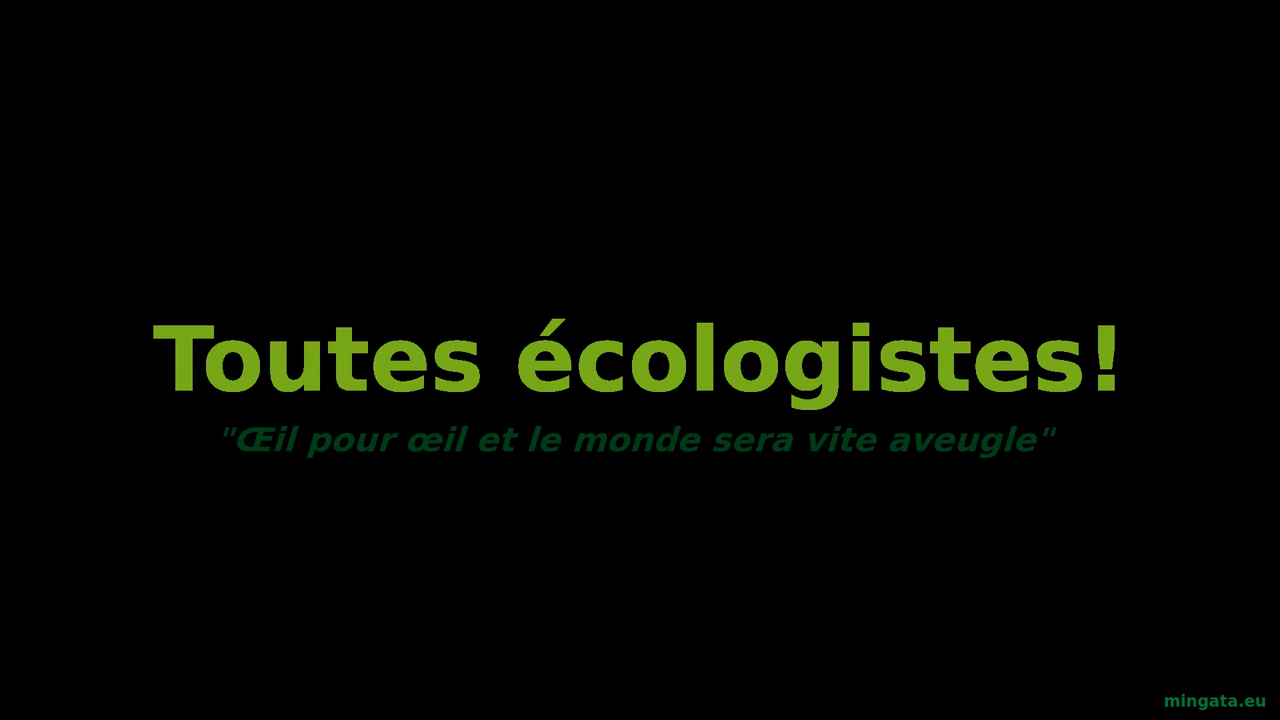 Toutes écologistes!
"Œil pour œil et le monde sera vite aveugle"
mingata.eu